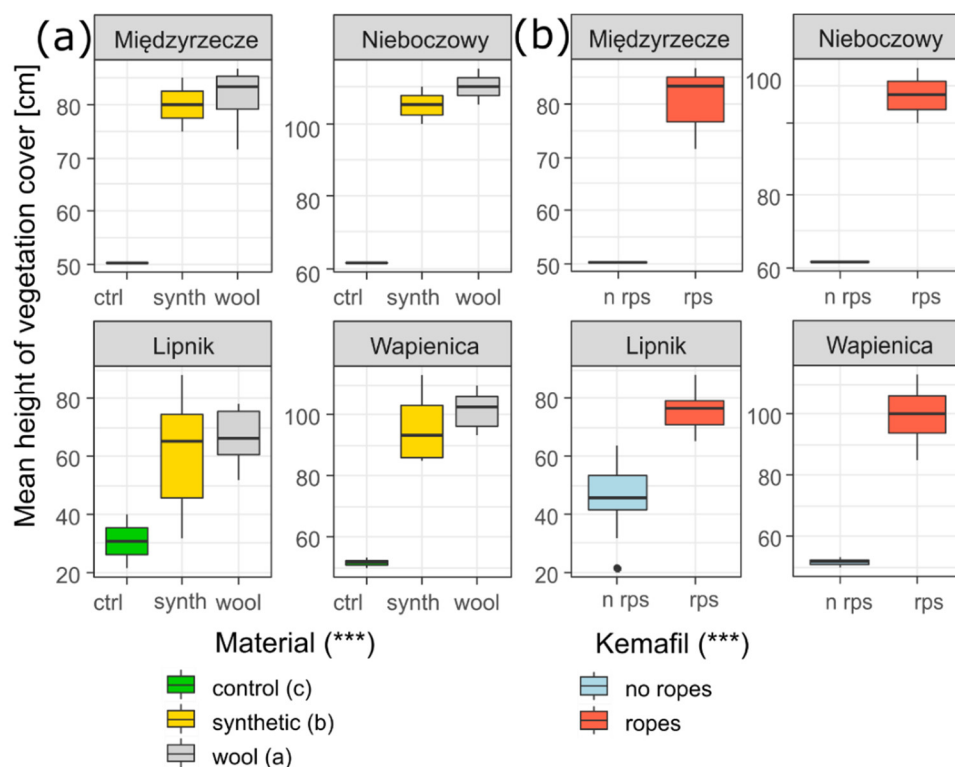 (a)
Mean height of vegetation cover [cm]
Międzyrzecze
80
70
60
50
ctrl synth wool
Nieboczowy
100
80
60
ctrl synth wool
Lipnik
80
60
40
20
ctrl synth wool
Wapienica
100
80
60
ctrl synth wool
Material (***)
control (c)
synthetic (b)
wool (a)
(b)
Międzyrzecze
80
70
60
50
n rps rps
Nieboczowy
100
80
60
n rps rps
Lipnik
80
70
60
50
40
30
20
n rps rps
Wapienica
100
80
60
n rps rps
Kemafil (***)
no ropes
ropes